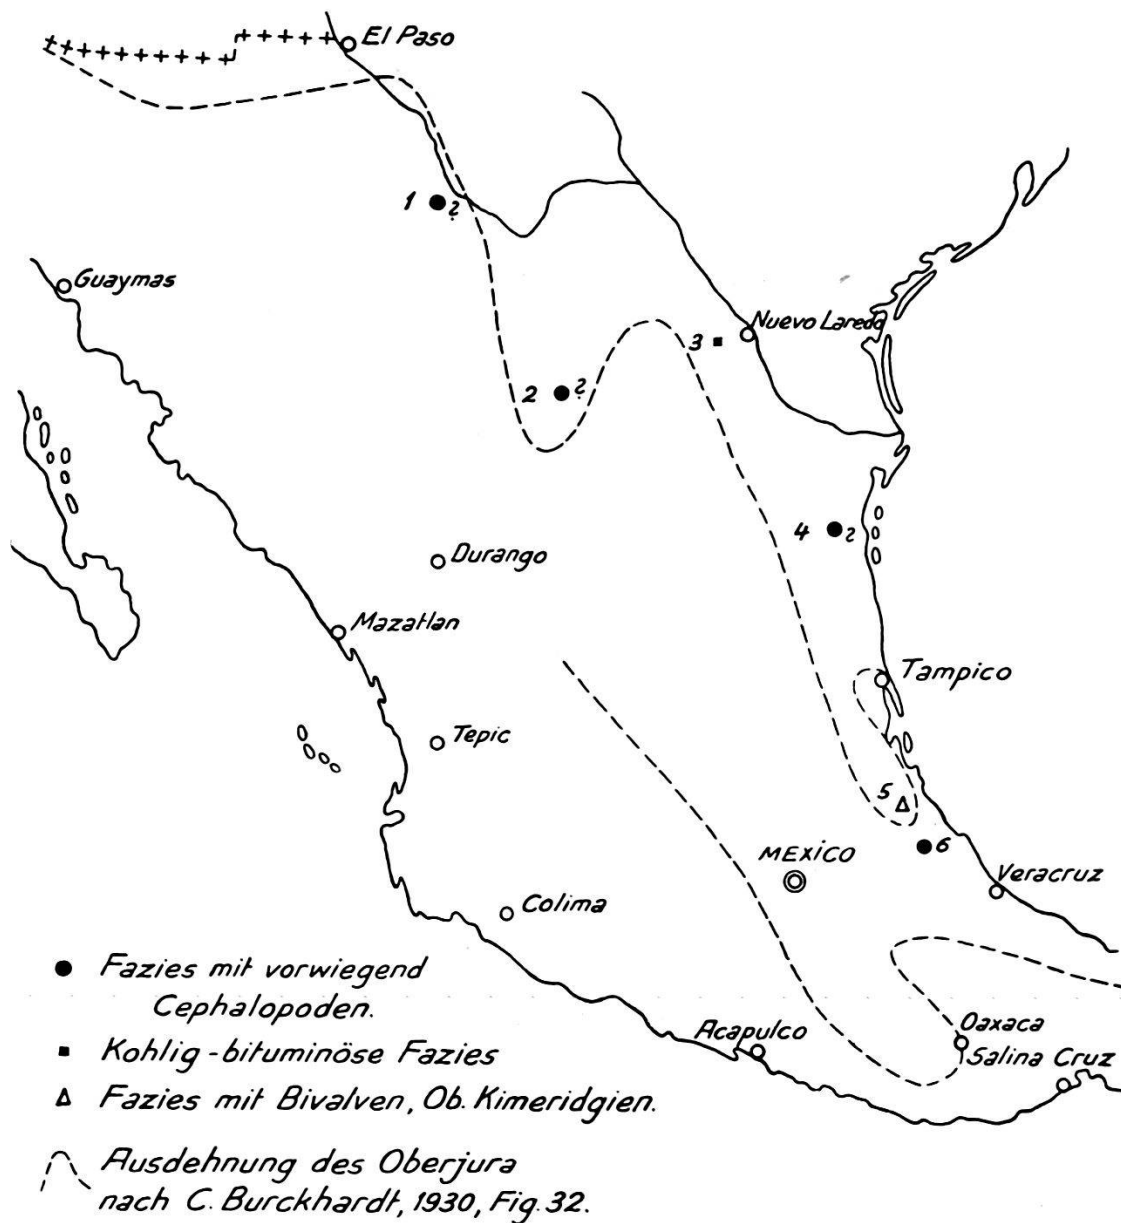 El Paso
1 ?
Guaymas
Nuevo Laredo
3
2 ?
4 ?
Durango
Mazatlan
Tampico
Tepic
5
6
MEXiCO
Veracruz
Colima
Fazies mit vorwiegend
Cephalopoden.
Oaxaca
Acapulco
Salina Cruz
Kohlig-bituminöse Fazies
Fazies mit Bivalven, Ob. Kimeridgien.
Ausdehnung des Oberjura
nach C. Burckhardt, 1930, Fig. 32.